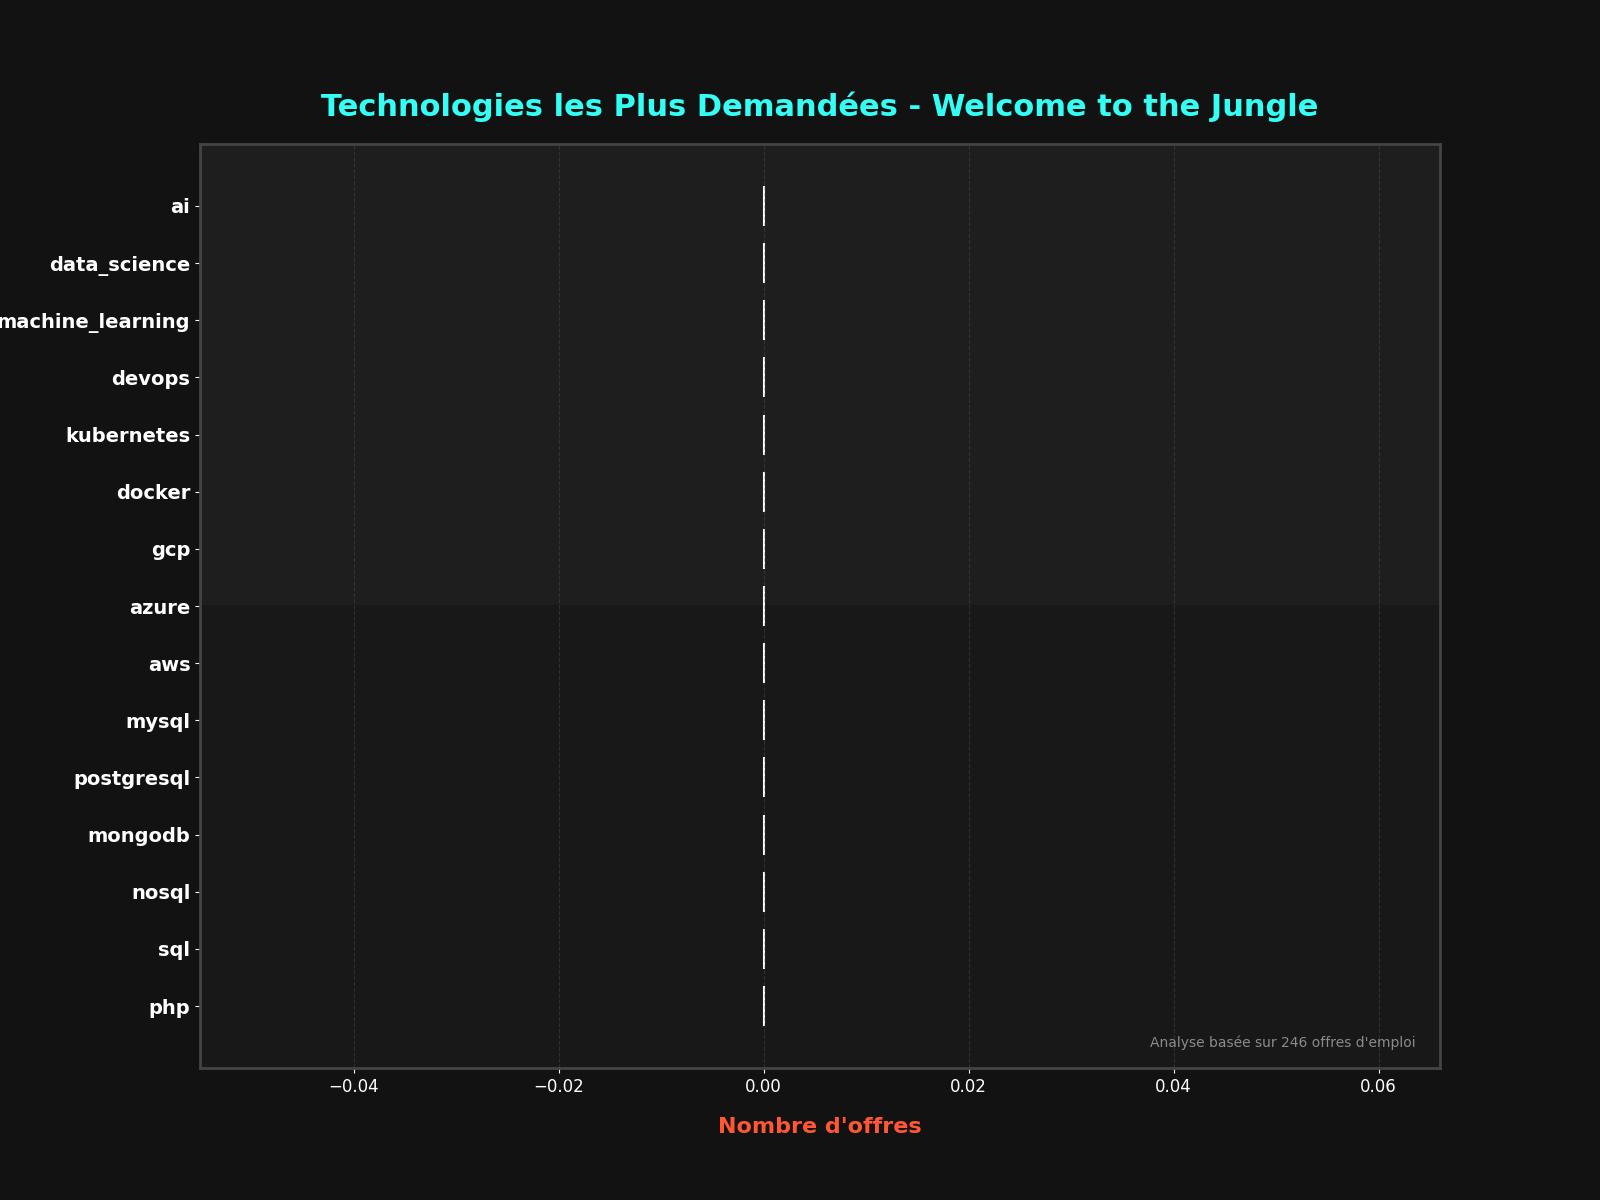 Technologies les Plus Demandées - Welcome to the Jungle
ai
data_science
machine_learning
devops
kubernetes
docker
gcp
azure
aws
mysql
postgresql
mongodb
nosql
sql
php
Analyse basée sur 246 offres d'emploi
−0.04 −0.02 0.00 0.02 0.04 0.06
Nombre d'offres